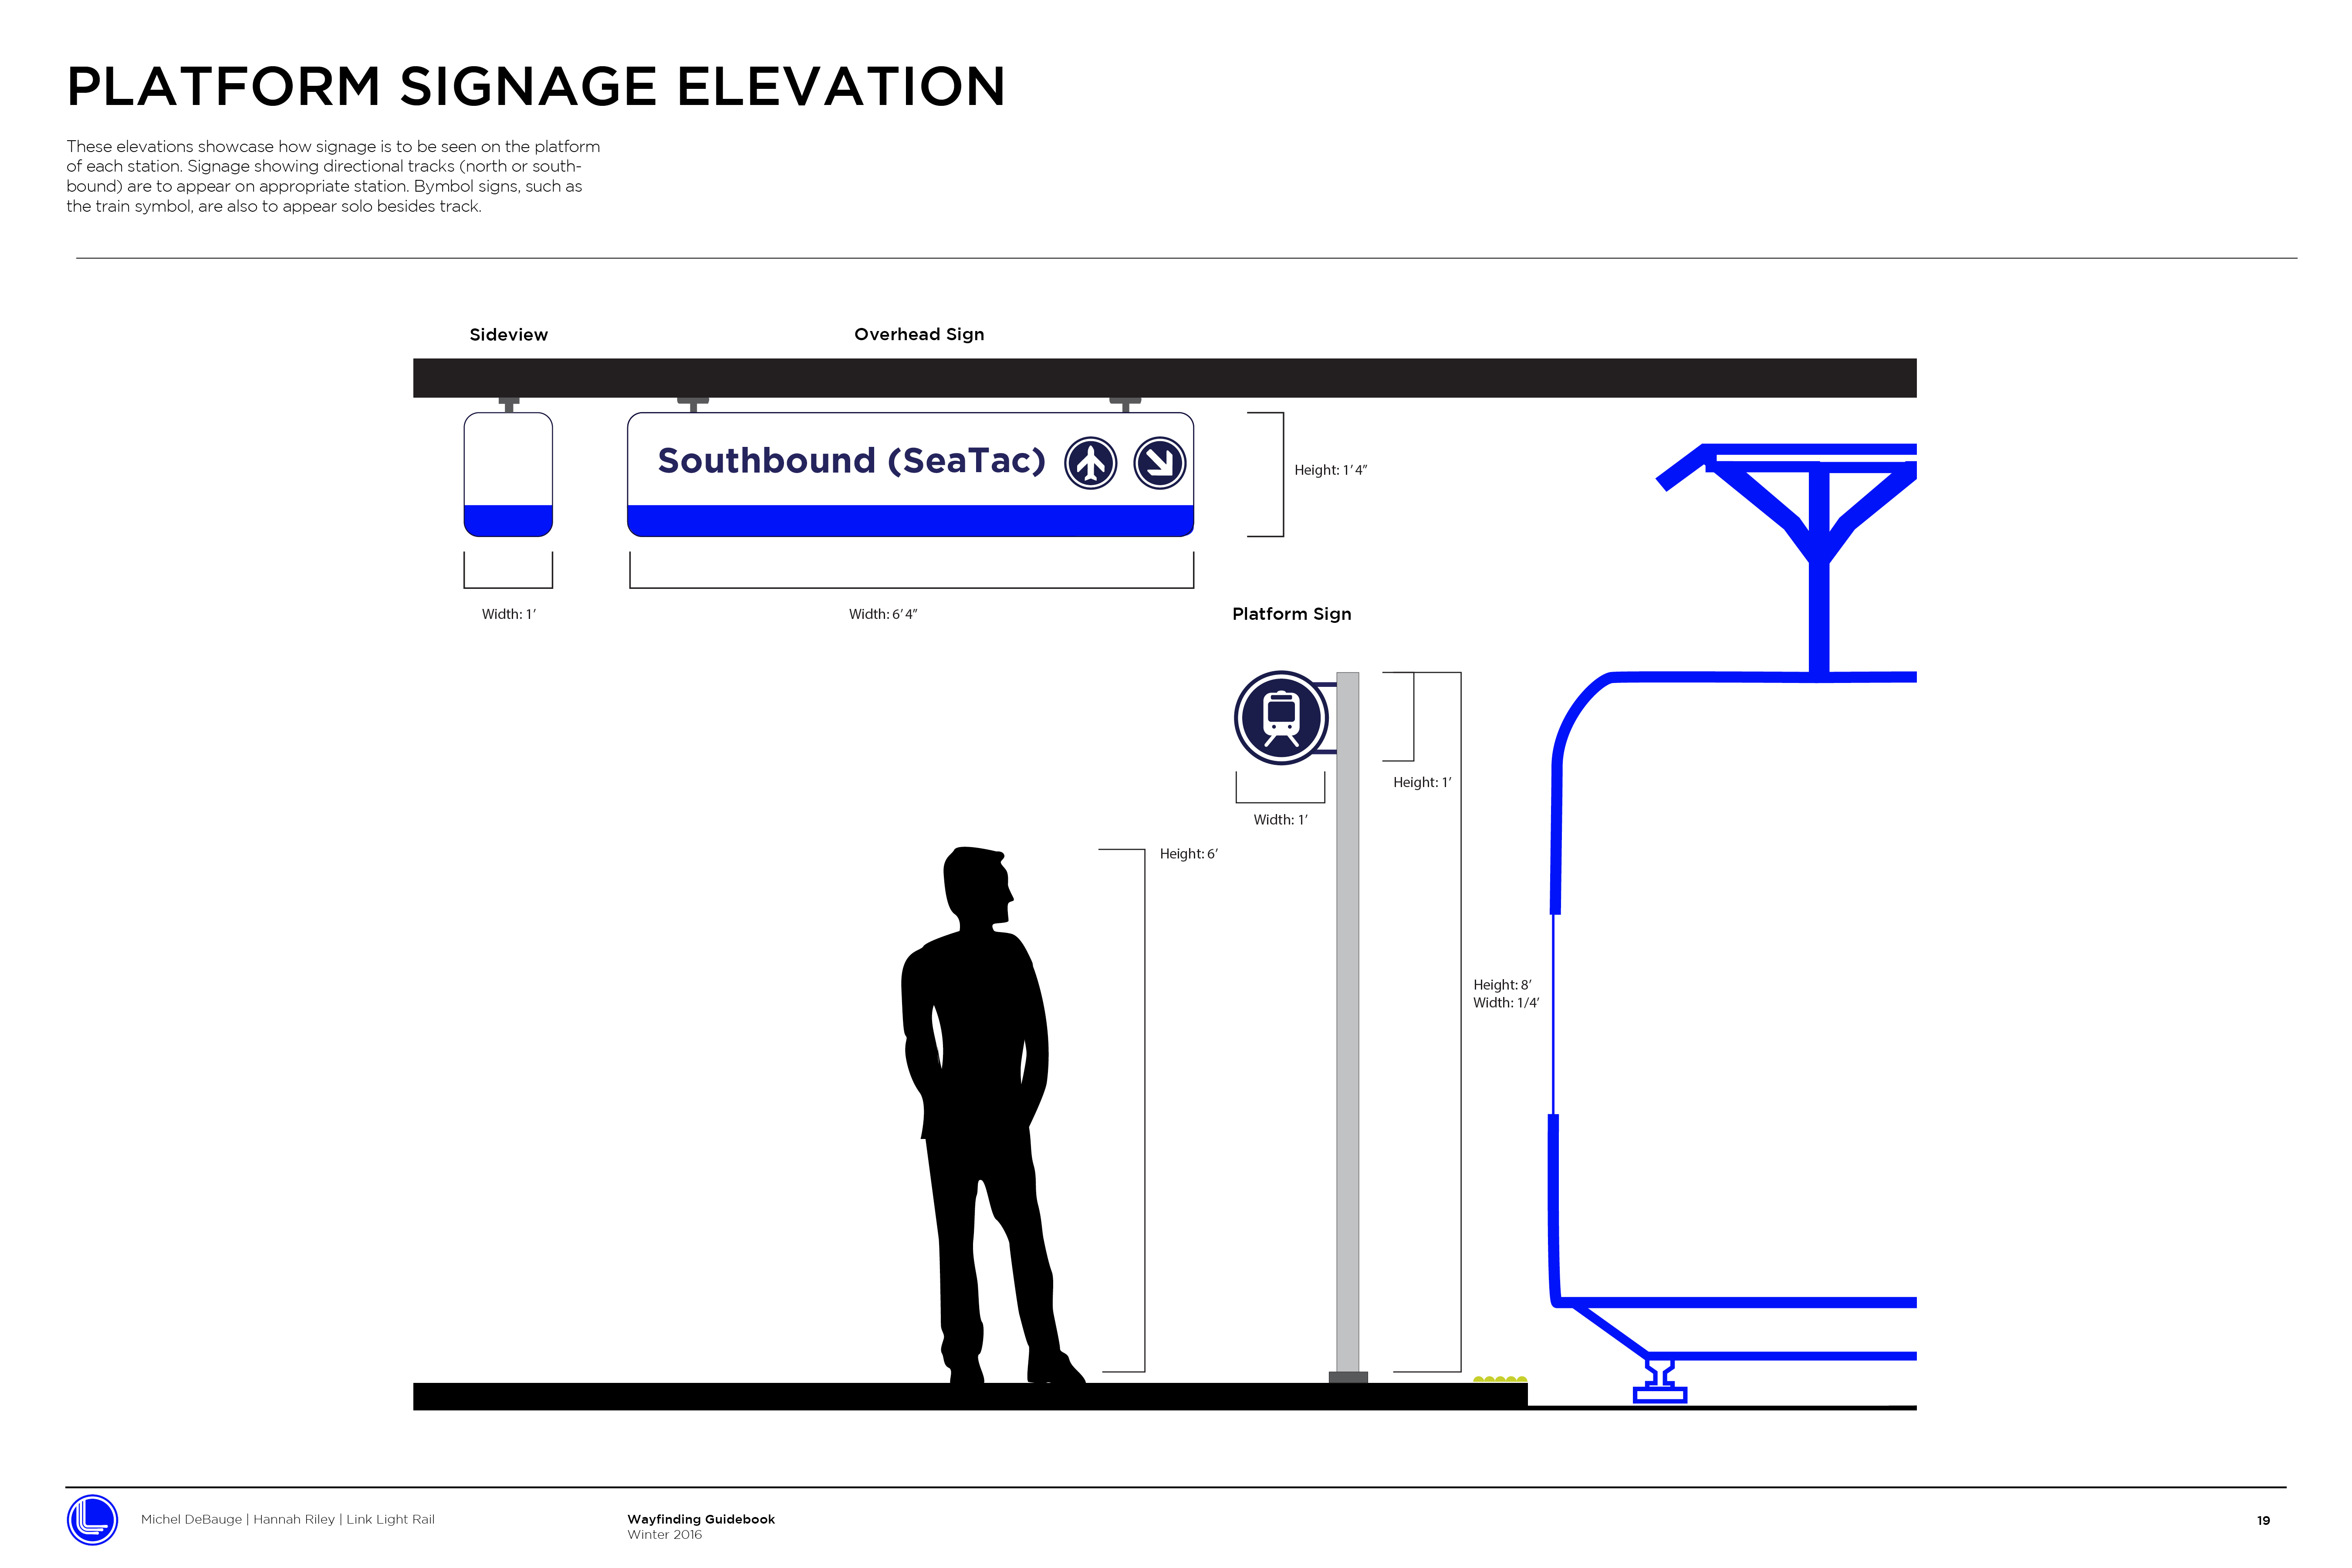 PLATFORM SIGNAGE ELEVATION
These elevations showcase how signage is to be seen on the platform
of each station. Signage showing directional tracks (north or south-
bound) are to appear on appropriate station. Bymbol signs, such as
the train symbol, are also to appear solo besides track.
Sideview
Overhead Sign
Southbound (SeaTac)
Height: 1’ 4”
Width: 1’
Width: 6’ 4”
Platform Sign
Height: 1’
Width: 1’
Height: 6’
Height: 8’
Width: 1/4’
Michel DeBauge | Hannah Riley | Link Light Rail
Wayfinding Guidebook
Winter 2016
19